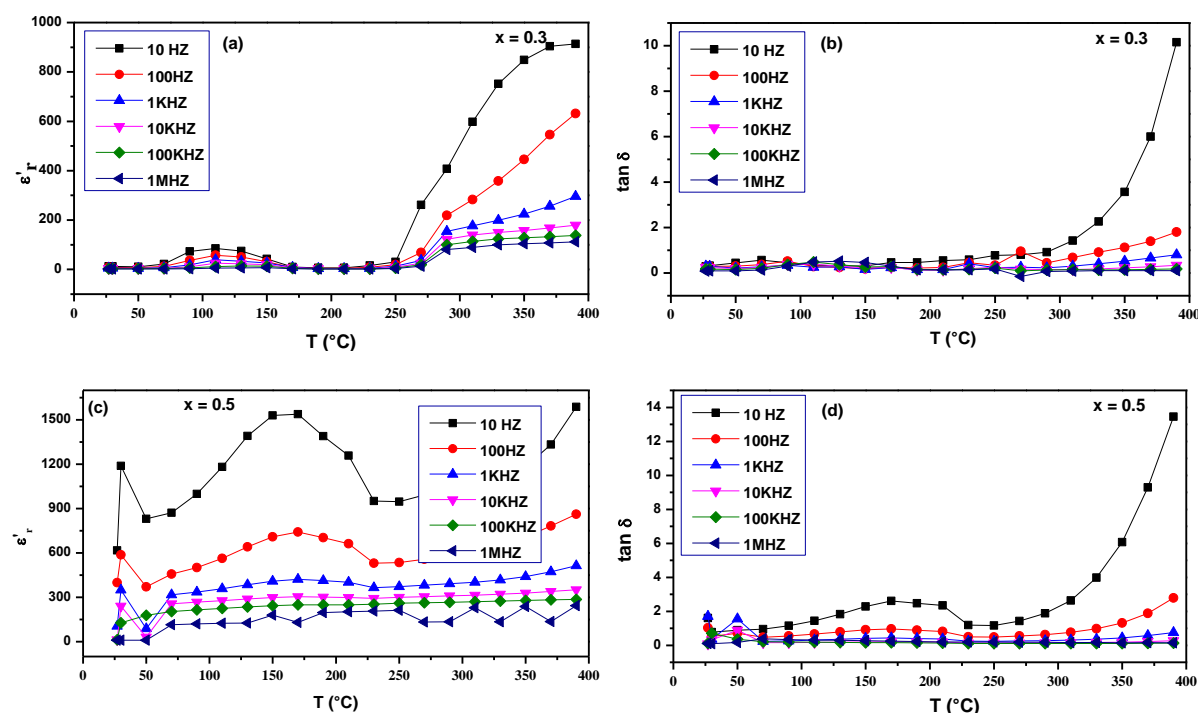 (a)
x = 0.3
10 HZ
100HZ
1KHZ
10KHZ
100KHZ
1MHZ
1000
800
600
400
200
0
ε'r
0 50 100 150 200 250 300 350 400
T (°C)
(b)
x = 0.3
10 HZ
100HZ
1KHZ
10KHZ
100KHZ
1MHZ
10
8
6
4
2
0
tan δ
0 50 100 150 200 250 300 350 400
T (°C)
(c)
x = 0.5
10 HZ
100HZ
1KHZ
10KHZ
100KHZ
1MHZ
1500
1200
900
600
300
0
ε'r
0 50 100 150 200 250 300 350 400
T (°C)
(d)
x = 0.5
10 HZ
100HZ
1KHZ
10KHZ
100KHZ
1MHZ
14
12
10
8
6
4
2
0
tan δ
0 50 100 150 200 250 300 350 400
T (°C)